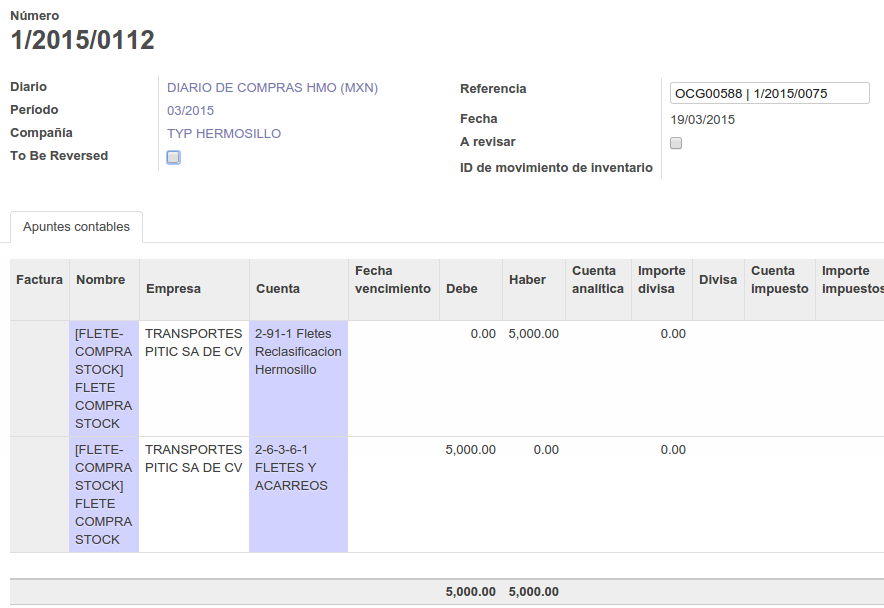 Número
1/2015/0112
Diario DIARIO DE COMPRAS HMO (MXN)
Período 03/2015
Compañía TYP HERMOSILLO
To Be Reversed
Referencia OCG00588 | 1/2015/0075
Fecha 19/03/2015
A revisar
ID de movimiento de inventario
Apuntes contables
Factura Nombre Empresa Cuenta Fecha vencimiento Debe Haber Cuenta analítica Importe divisa Divisa Cuenta impuesto Importe impuestos
[FLETE- TRANSPORTES 2-91-1 Fletes 0.00 5,000.00 0.00
COMPRA PITIC SA DE CV Reclasificacion
STOCK] Hermosillo
FLETE
COMPRA
STOCK
[FLETE- TRANSPORTES 2-6-3-6-1 5,000.00 0.00 0.00
COMPRA PITIC SA DE CV FLETES Y
STOCK] ACARREOS
FLETE
COMPRA
STOCK
5,000.00 5,000.00